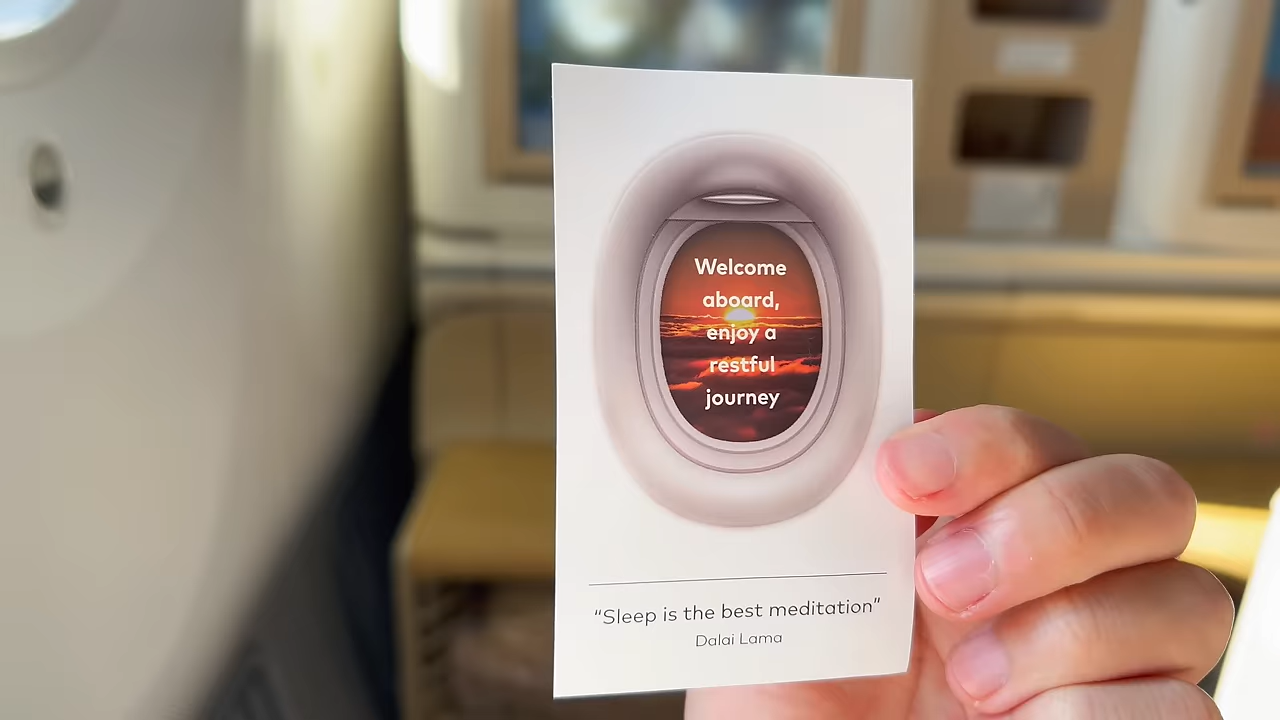 Welcome
aboard,
enjoy a
restful
journey
“Sleep is the best meditation”
Dalai Lama